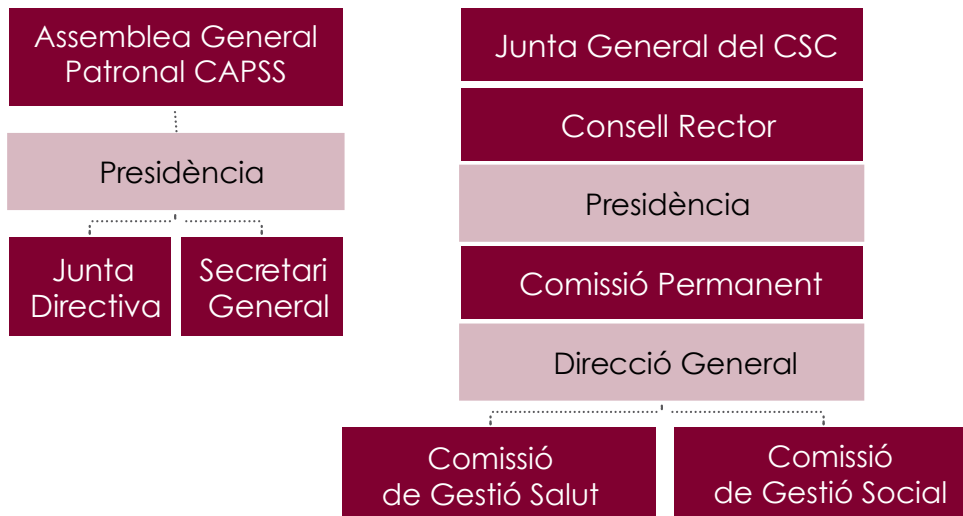 Assemblea General
Patronal CAPSS
Presidència
Junta
Directiva
Secretari
General
Junta General del CSC
Consell Rector
Presidència
Comissió Permanent
Direcció General
Comissió
de Gestió Salut
Comissió
de Gestió Social